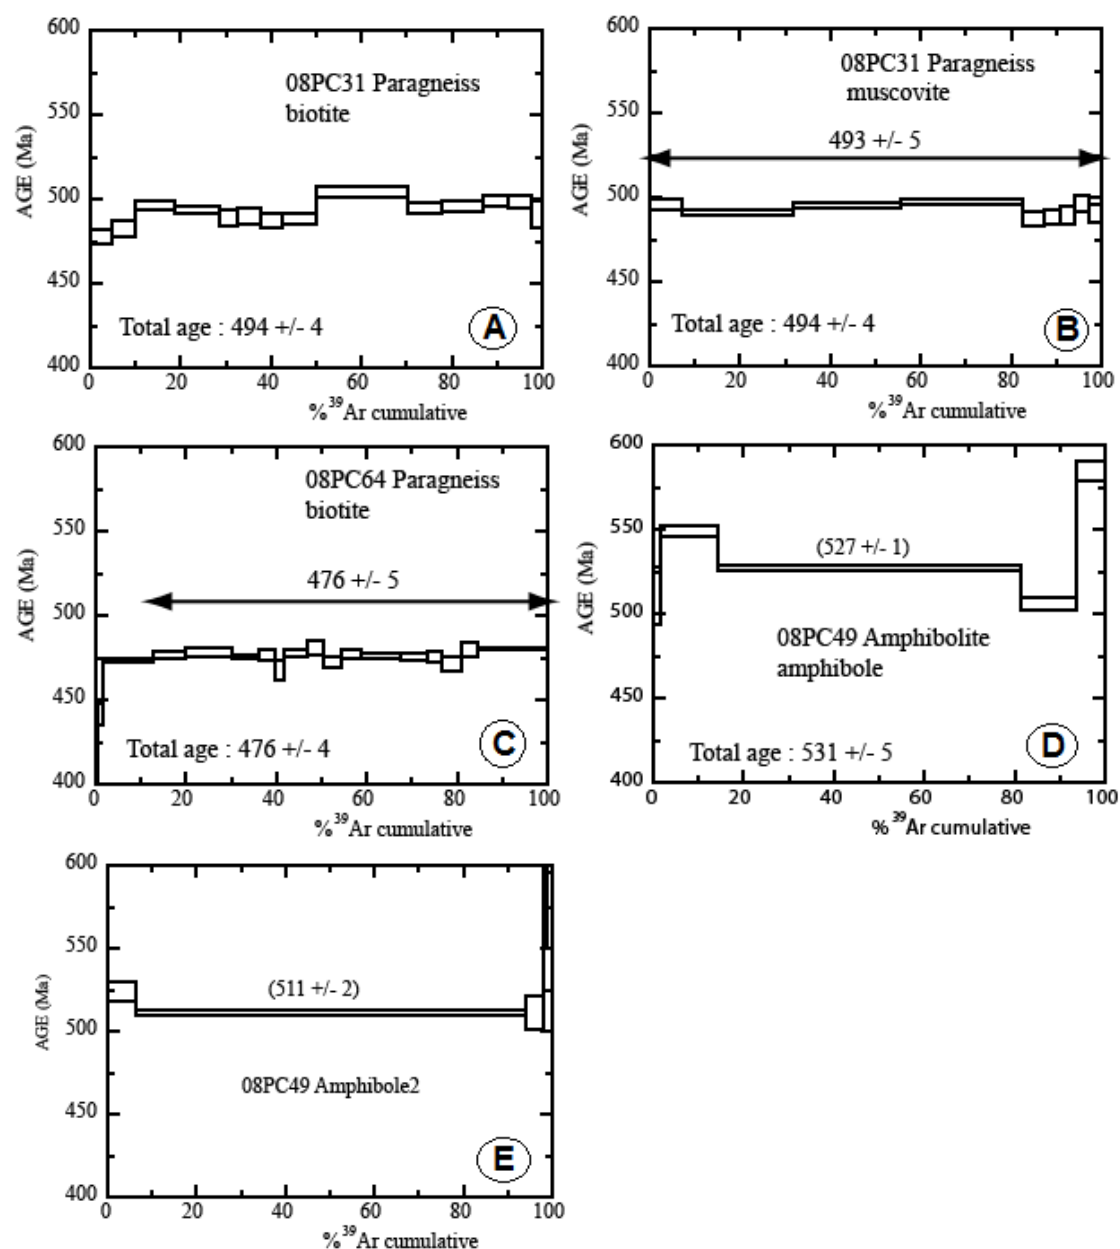 600
550
500
450
400
AGE (Ma)
08PC31 Paragneiss
biotite
Total age : 494 +/- 4
A
0 20 40 60 80 100
% 39Ar cumulative
600
550
500
450
400
AGE (Ma)
08PC31 Paragneiss
muscovite
493 +/- 5
Total age : 494 +/- 4
B
0 20 40 60 80 100
% 39Ar cumulative
600
550
500
450
400
AGE (Ma)
08PC64 Paragneiss
biotite
476 +/- 5
Total age : 476 +/- 4
C
0 20 40 60 80 100
% 39Ar cumulative
600
550
500
450
400
AGE (Ma)
(527 +/- 1)
08PC49 Amphibolite
amphibole
Total age : 531 +/- 5
D
0 20 40 60 80 100
% 39Ar cumulative
600
550
500
450
400
AGE (Ma)
(511 +/- 2)
08PC49 Amphibole2
E
0 20 40 60 80 100
% 39Ar cumulative